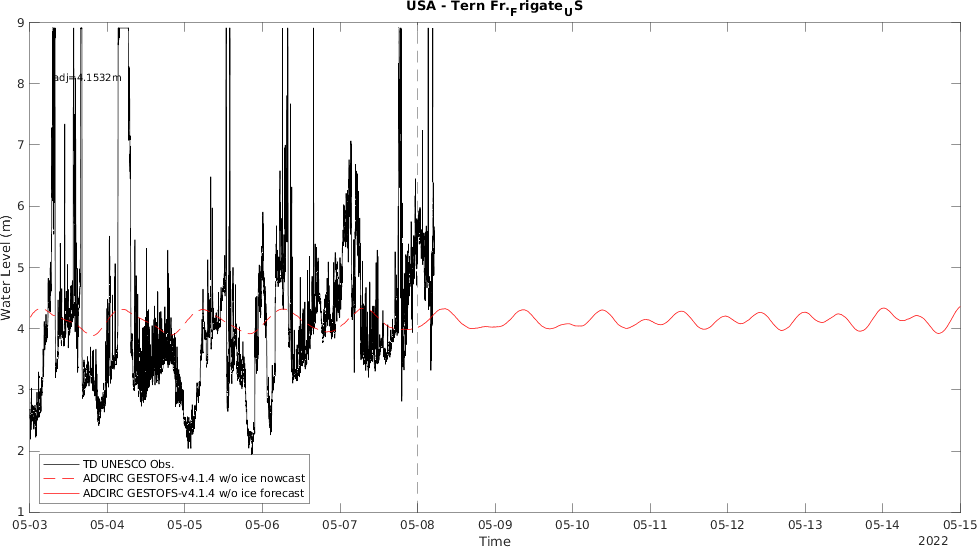 USA - Tern Fr.FrigateUS
adj=4.1532m
9
8
7
6
5
4
3
2
1
Water Level (m)
TD UNESCO Obs.
ADCIRC GESTOFS-v4.1.4 w/o ice nowcast
ADCIRC GESTOFS-v4.1.4 w/o ice forecast
05-03 05-04 05-05 05-06 05-07 05-08 05-09 05-10 05-11 05-12 05-13 05-14 05-15
Time
2022